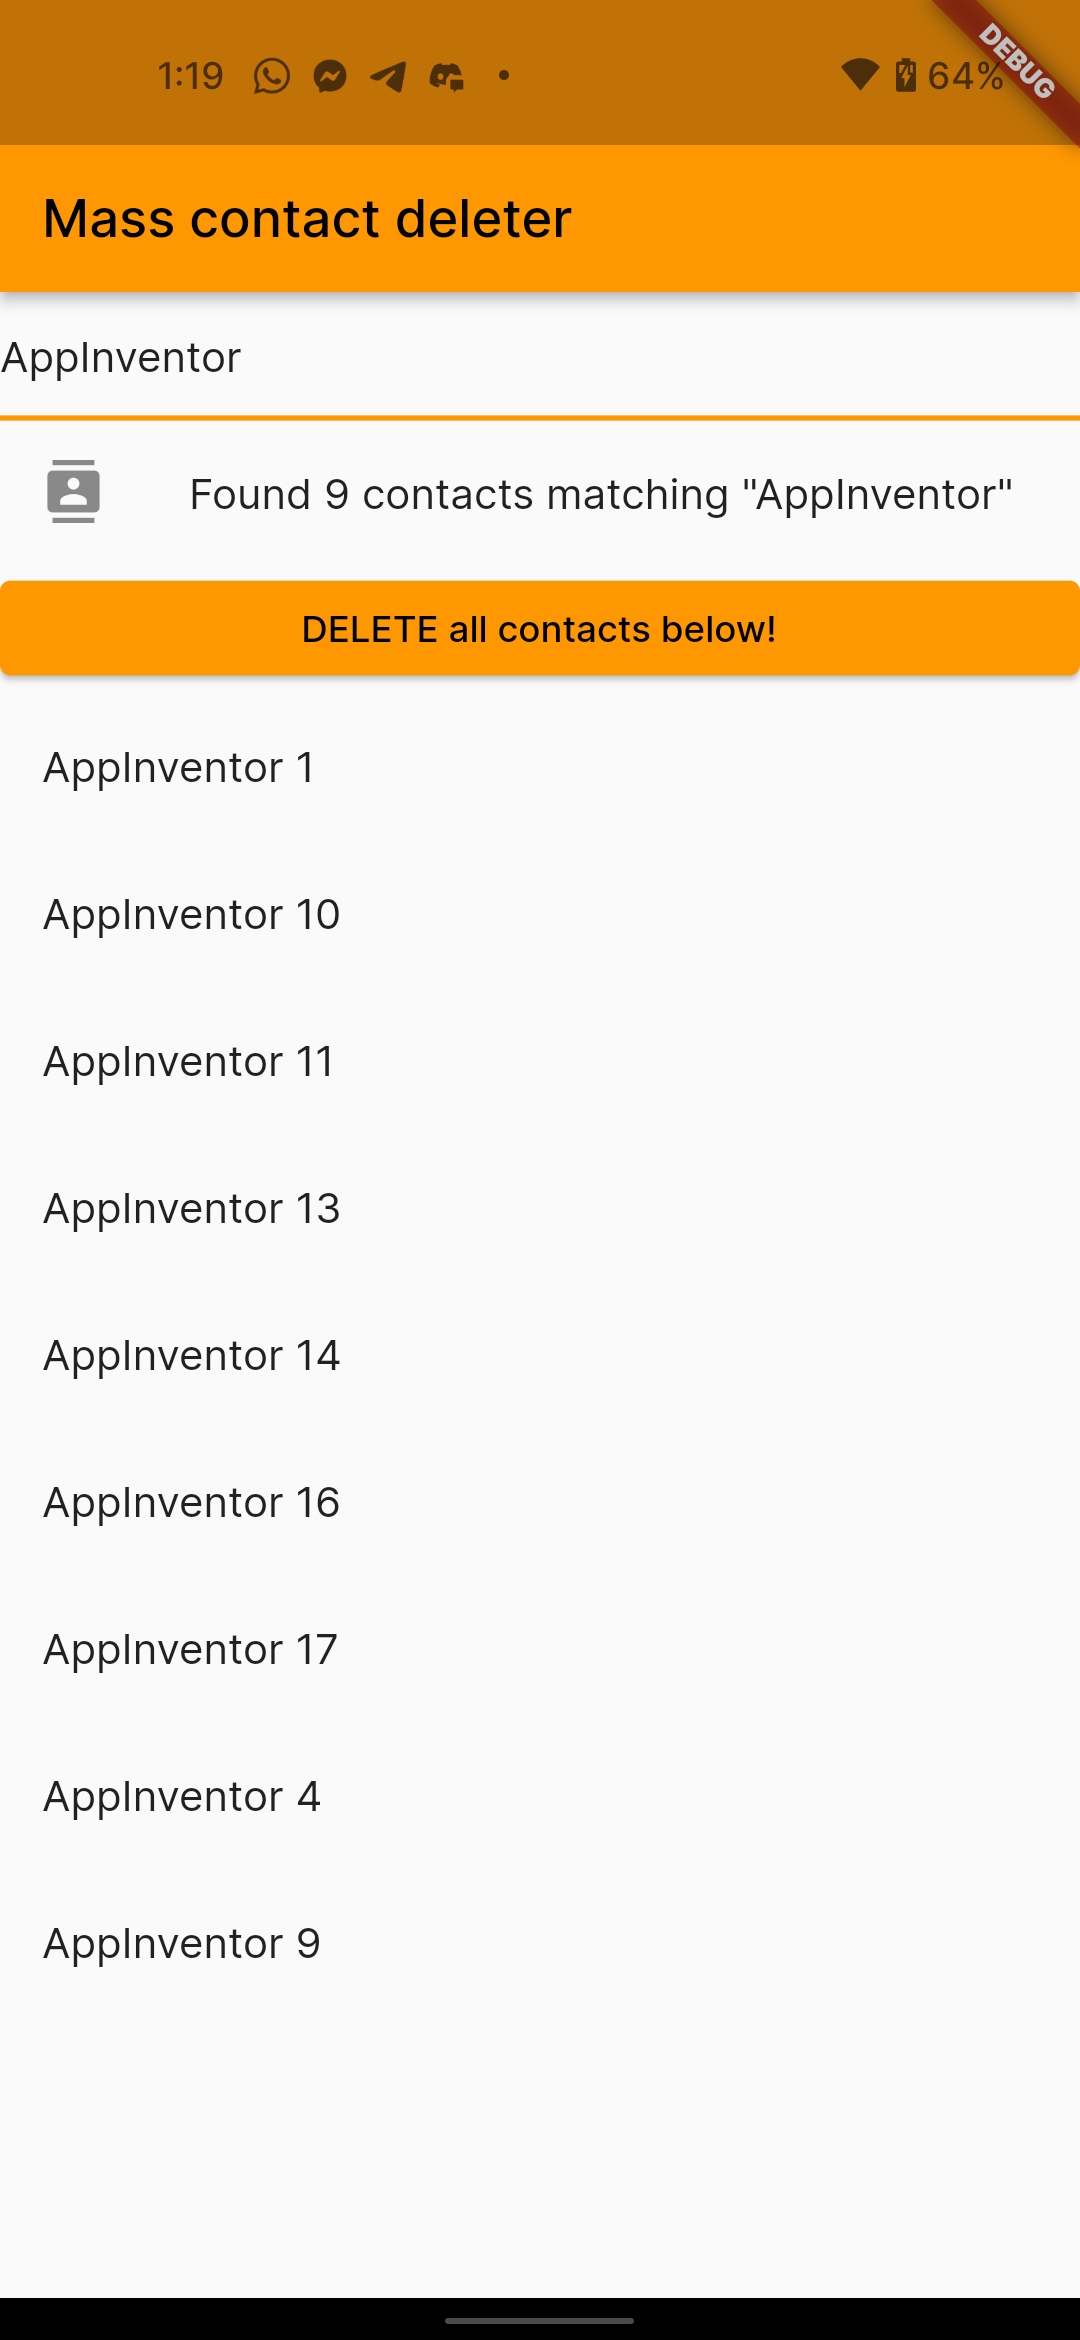 1:19
64%
DEBUG
Mass contact deleter
AppInventor
Found 9 contacts matching "AppInventor"
DELETE all contacts below!
AppInventor 1
AppInventor 10
AppInventor 11
AppInventor 13
AppInventor 14
AppInventor 16
AppInventor 17
AppInventor 4
AppInventor 9